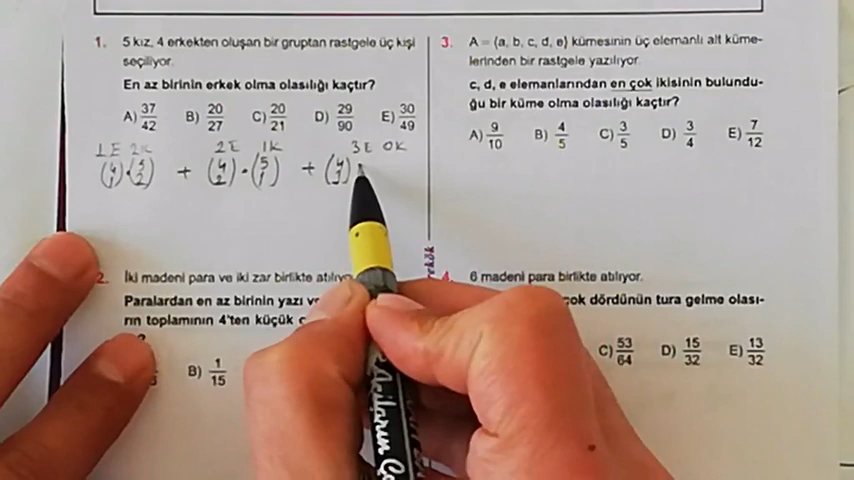 1. 5 kız, 4 erkekten oluşan bir gruptan rastgele üç kişi
seçiliyor.
En az birinin erkek olma olasılığı kaçtır?
A) 37/42 B) 20/27 C) 20/21 D) 29/90 E) 30/49
1E 2K 2E 1K 3E 0K
(4 1)·(5 2) + (4 2)·(5 1) + (4 3)
2. İki madeni para ve iki zar birlikte
Paralardan en az birinin yazı
rın toplamının 4'ten küçük
B) 1/15
3. A = {a, b, c, d, e} kümesinin üç elemanlı alt küme-
lerinden bir rastgele yazılıyor.
c, d, e elemanlarından en çok ikisinin bulundu-
ğu bir küme olma olasılığı kaçtır?
A) 9/10 B) 4/5 C) 3/5 D) 3/4 E) 7/12
4. 6 madeni para birlikte atılıyor.
çok dördünün tura gelme olası-
C) 53/64 D) 15/32 E) 13/32
Acıların